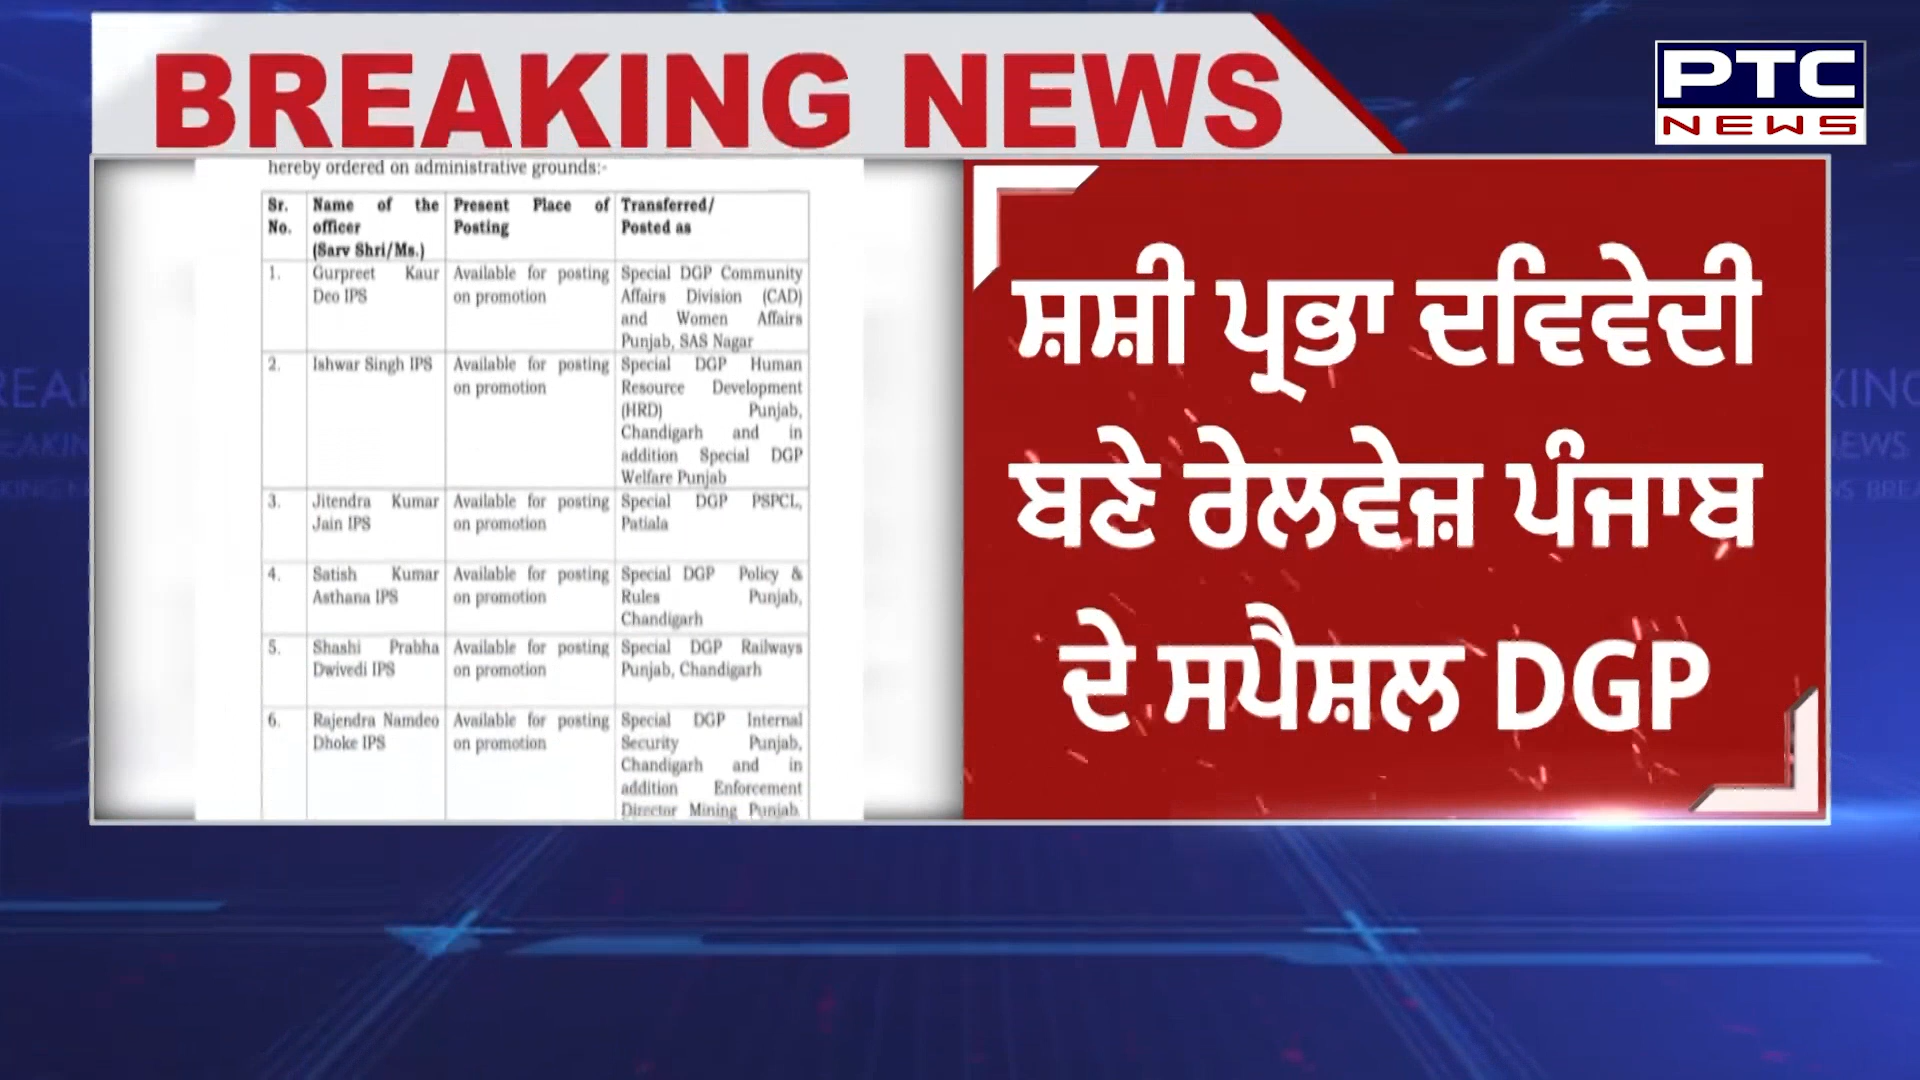 BREAKING NEWS
PTC
NEWS
hereby ordered on administrative grounds:-
Sr. No. Name of the officer (Sarv Shri/Ms.) Present Place of Posting Transferred/ Posted as
1. Gurpreet Kaur Deo IPS Available for posting on promotion Special DGP Community Affairs Division (CAD) and Women Affairs Punjab, SAS Nagar
2. Ishwar Singh IPS Available for posting on promotion Special DGP Human Resource Development (HRD) Punjab, Chandigarh and in addition Special DGP Welfare Punjab
3. Jitendra Kumar Jain IPS Available for posting on promotion Special DGP PSPCL, Patiala
4. Satish Kumar Asthana IPS Available for posting on promotion Special DGP Policy & Rules Punjab, Chandigarh
5. Shashi Prabha Dwivedi IPS Available for posting on promotion Special DGP Railways Punjab, Chandigarh
6. Rajendra Namdeo Dhoke IPS Available for posting on promotion Special DGP Internal Security Punjab, Chandigarh and in addition Enforcement Director Mining Punjab,
ਸ਼ਸ਼ੀ ਪ੍ਰਭਾ ਦਵਿਵੇਦੀ
ਬਣੇ ਰੇਲਵੇਜ਼ ਪੰਜਾਬ
ਦੇ ਸਪੈਸ਼ਲ DGP